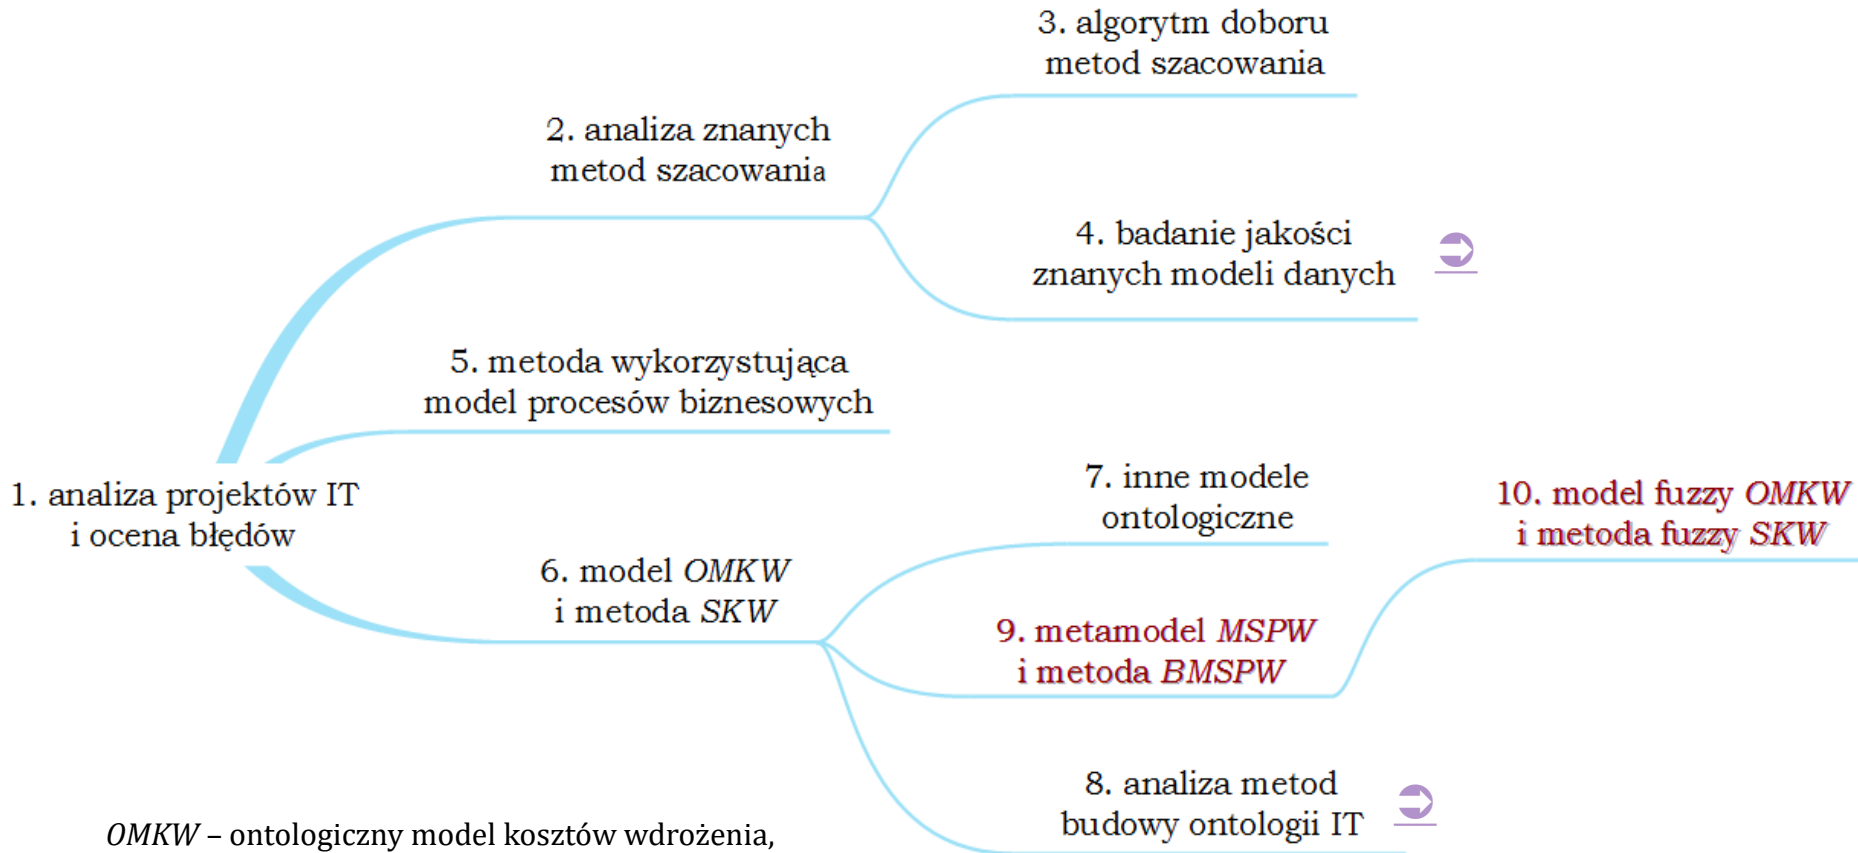 3. algorytm doboru
metod szacowania
2. analiza znanych
metod szacowania
4. badanie jakości
znanych modeli danych
5. metoda wykorzystująca
model procesów biznesowych
1. analiza projektów IT
i ocena błędów
6. model OMKW
i metoda SKW
7. inne modele
ontologiczne
10. model fuzzy OMKW
i metoda fuzzy SKW
9. metamodel MSPW
i metoda BMSPW
8. analiza metod
budowy ontologii IT
OMKW – ontologiczny model kosztów wdrożenia,